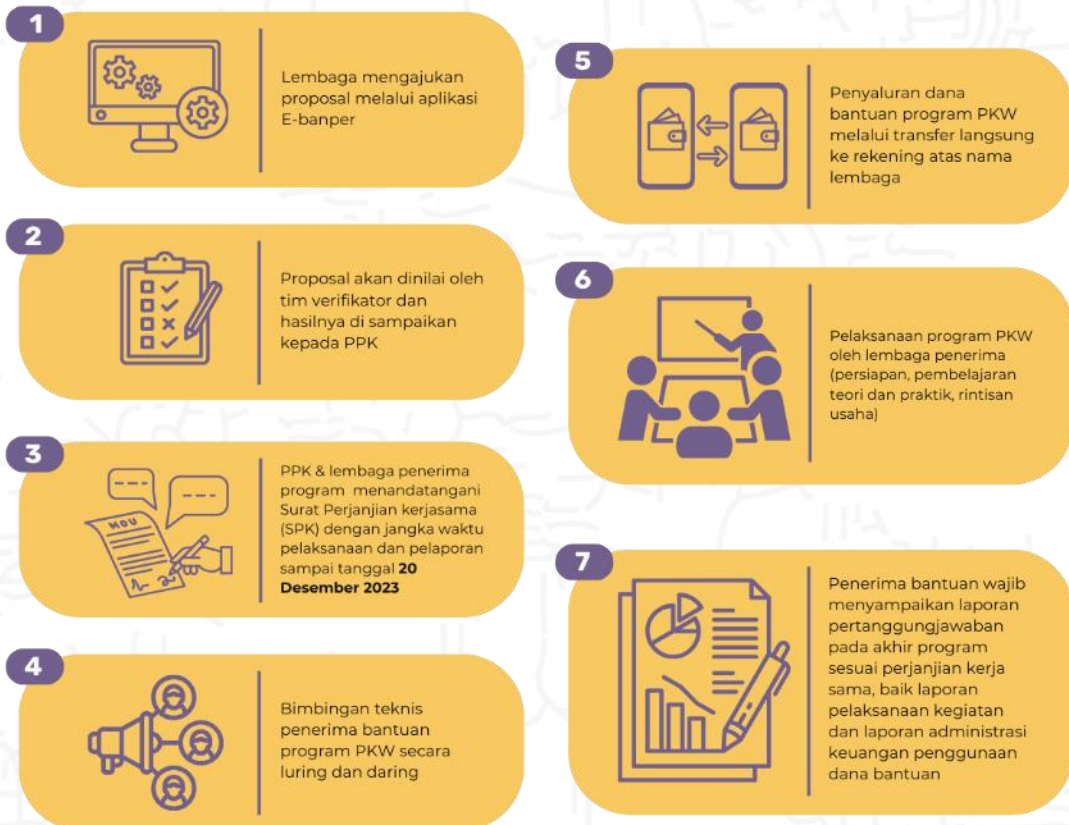 1
Lembaga mengajukan
proposal melalui aplikasi
E-banper
2
Proposal akan dinilai oleh
tim verifikator dan
hasilnya di sampaikan
kepada PPK
3
MOU
PPK & lembaga penerima
program menandatangani
Surat Perjanjian kerjasama
(SPK) dengan jangka waktu
pelaksanaan dan pelaporan
sampai tanggal 20
Desember 2023
4
Bimbingan teknis
penerima bantuan
program PKW secara
luring dan daring
5
Penyaluran dana
bantuan program PKW
melalui transfer langsung
ke rekening atas nama
lembaga
6
Pelaksanaan program PKW
oleh lembaga penerima
(persiapan, pembelajaran
teori dan praktik, rintisan
usaha)
7
Penerima bantuan wajib
menyampaikan laporan
pertanggungjawaban
pada akhir program
sesuai perjanjian kerja
sama, baik laporan
pelaksanaan kegiatan
dan laporan administrasi
keuangan penggunaan
dana bantuan